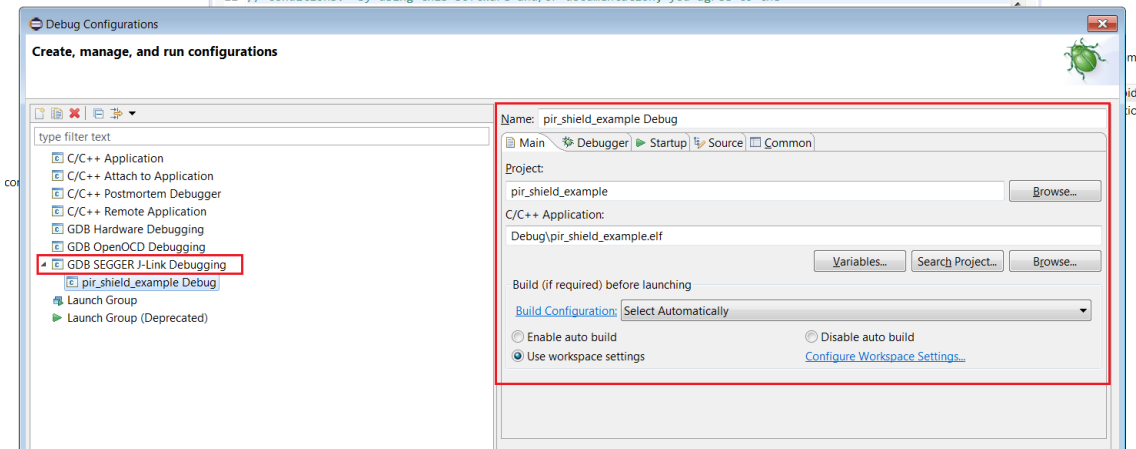 Debug Configurations
Create, manage, and run configurations
type filter text
C/C++ Application
C/C++ Attach to Application
C/C++ Postmortem Debugger
C/C++ Remote Application
GDB Hardware Debugging
GDB OpenOCD Debugging
GDB SEGGER J-Link Debugging
pir_shield_example Debug
Launch Group
Launch Group (Deprecated)
Name: pir_shield_example Debug
Main Debugger Startup Source Common
Project:
pir_shield_example Browse...
C/C++ Application:
Debug\pir_shield_example.elf
Variables... Search Project... Browse...
Build (if required) before launching
Build Configuration: Select Automatically
Enable auto build Disable auto build
Use workspace settings Configure Workspace Settings...